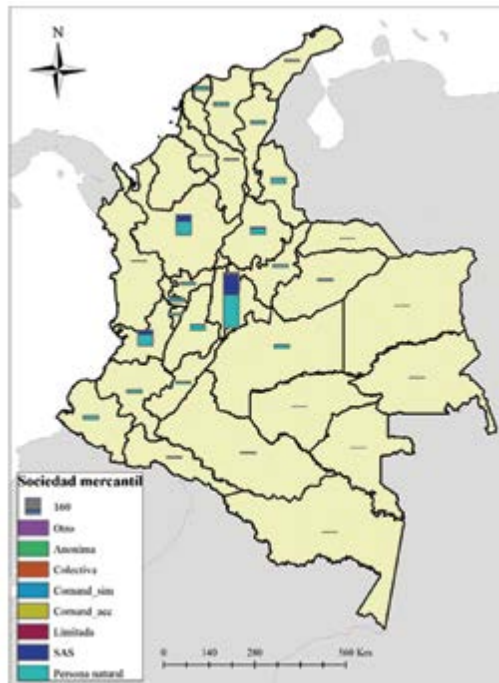 N
Sociedad mercantil
160
Otro
Anonima
Colectiva
Comand_sim
Comand_acc
Limitada
SAS
Persona natural
0 140 280 560 Km